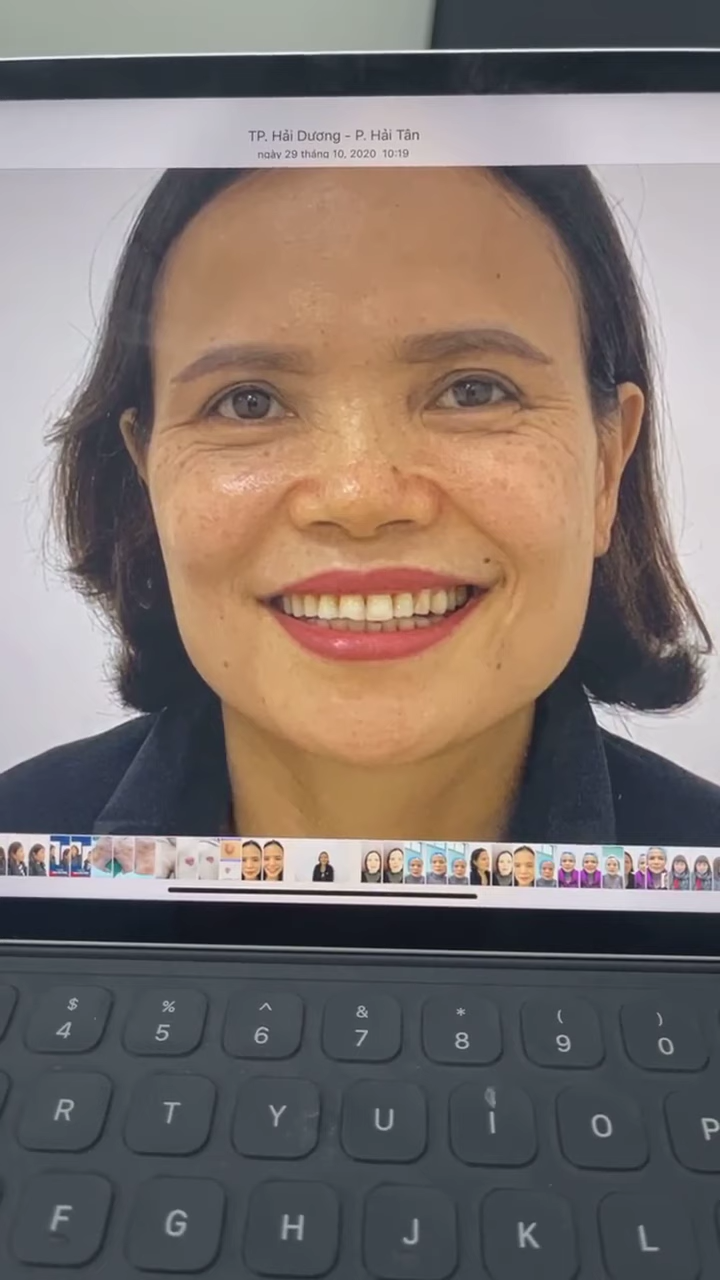 TP. Hải Dương - P. Hải Tân
ngày 29 tháng 10, 2020 10:19
$ % ^ & * ( )
4 5 6 7 8 9 0
R T Y U I O P
F G H J K L